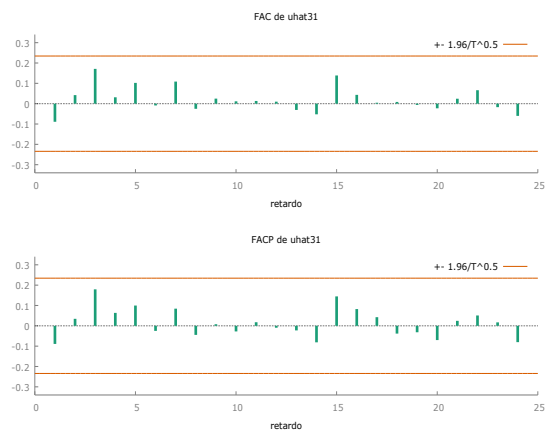 FAC de uhat31
+- 1.96/T^0.5
0.3
0.2
0.1
0
-0.1
-0.2
-0.3
0 5 10 15 20 25
retardo
FACP de uhat31
+- 1.96/T^0.5
0.3
0.2
0.1
0
-0.1
-0.2
-0.3
0 5 10 15 20 25
retardo